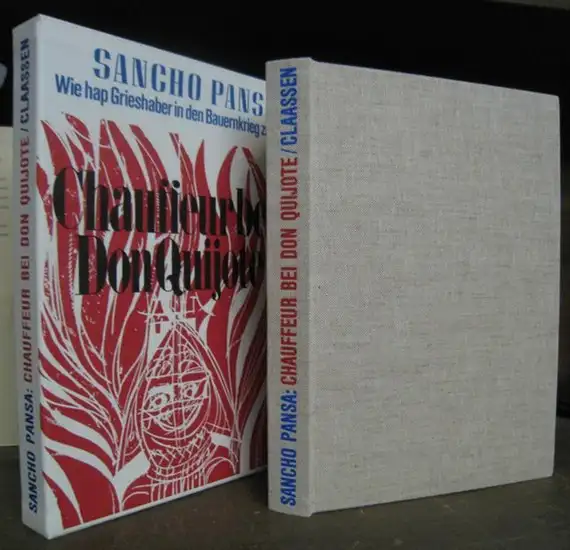 SANCHO PANSA: CHAUFFEUR BEI DON QUIJOTE/CLAASSEN
SANCHO PANS
Wie hap Grieshaber in den Bauernkrieg z
Chauffeur be
Don Quijote
SANCHO PANSA: CHAUFFEUR BEI DON QUIJOTE/CLAASSEN